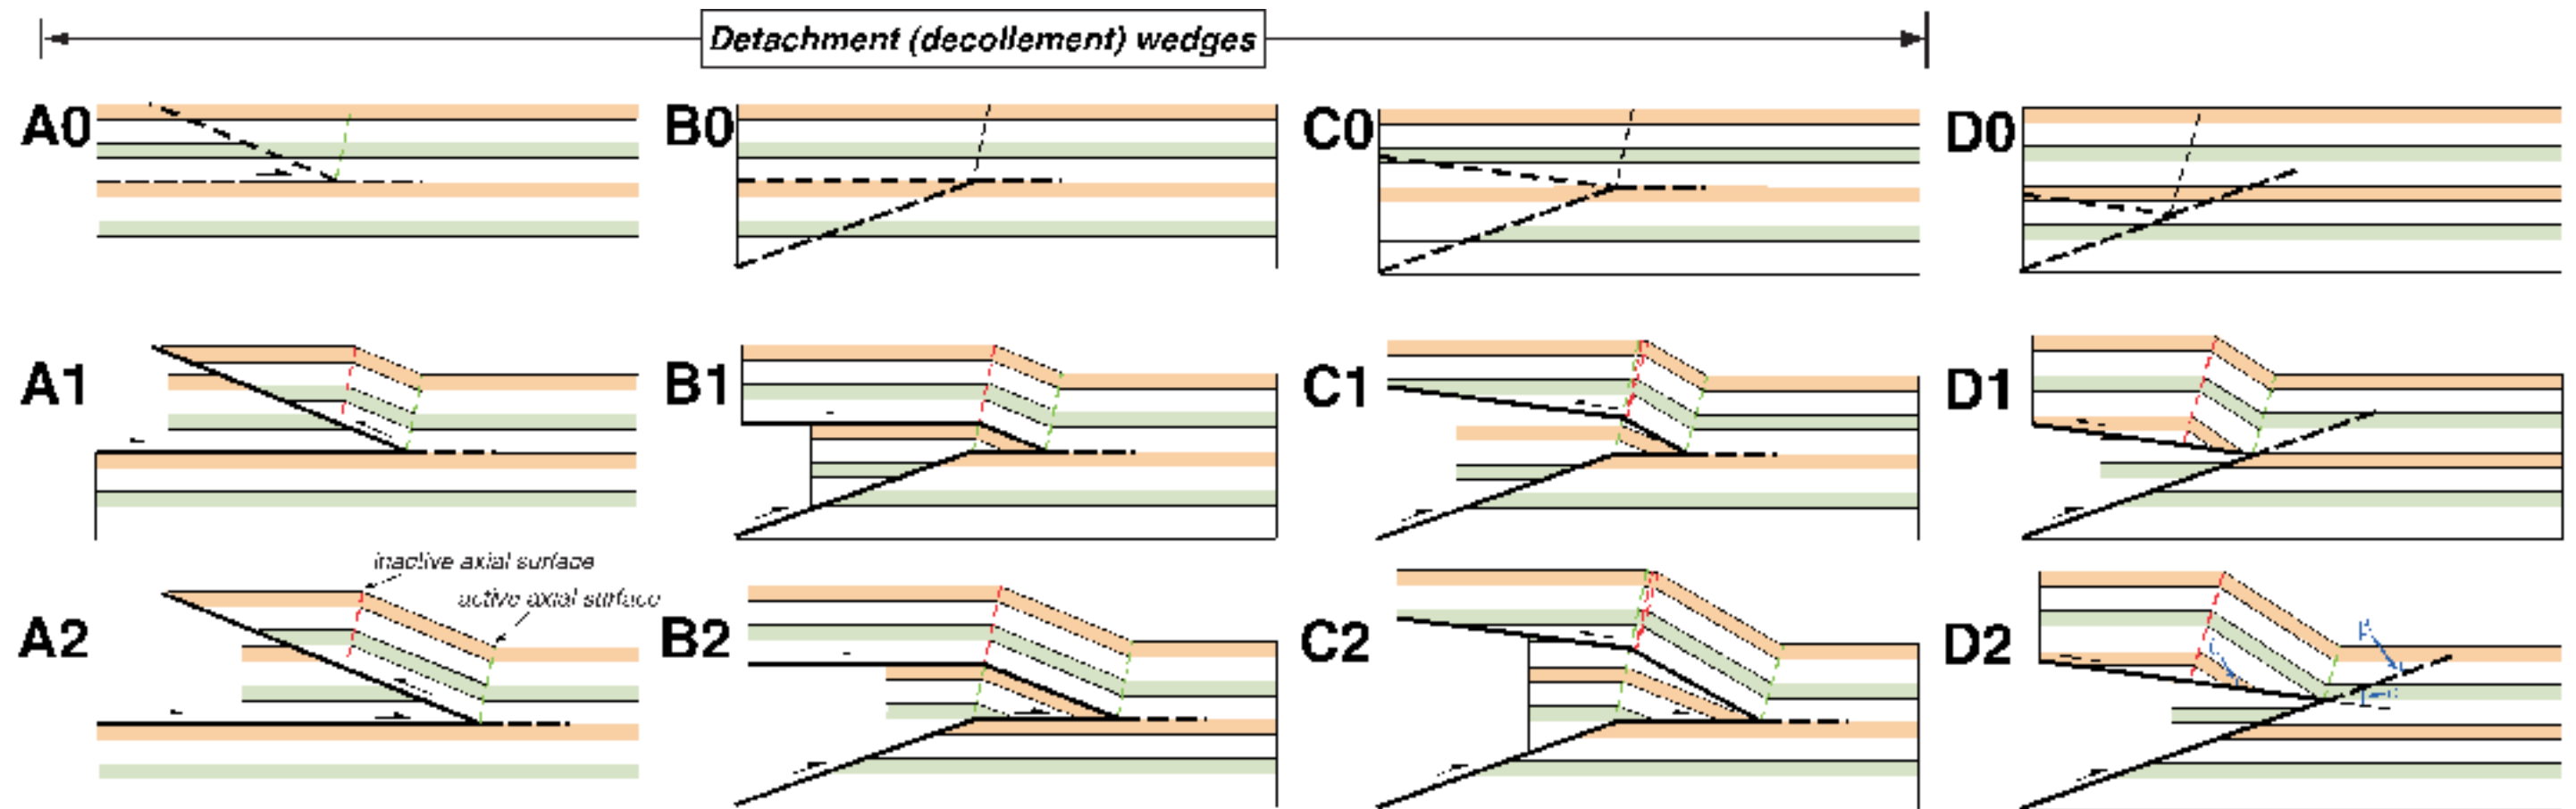 Detachment (decollement) wedges
A0
B0
C0
D0
A1
B1
C1
D1
inactive axial surface
active axial surface
A2
B2
C2
D2